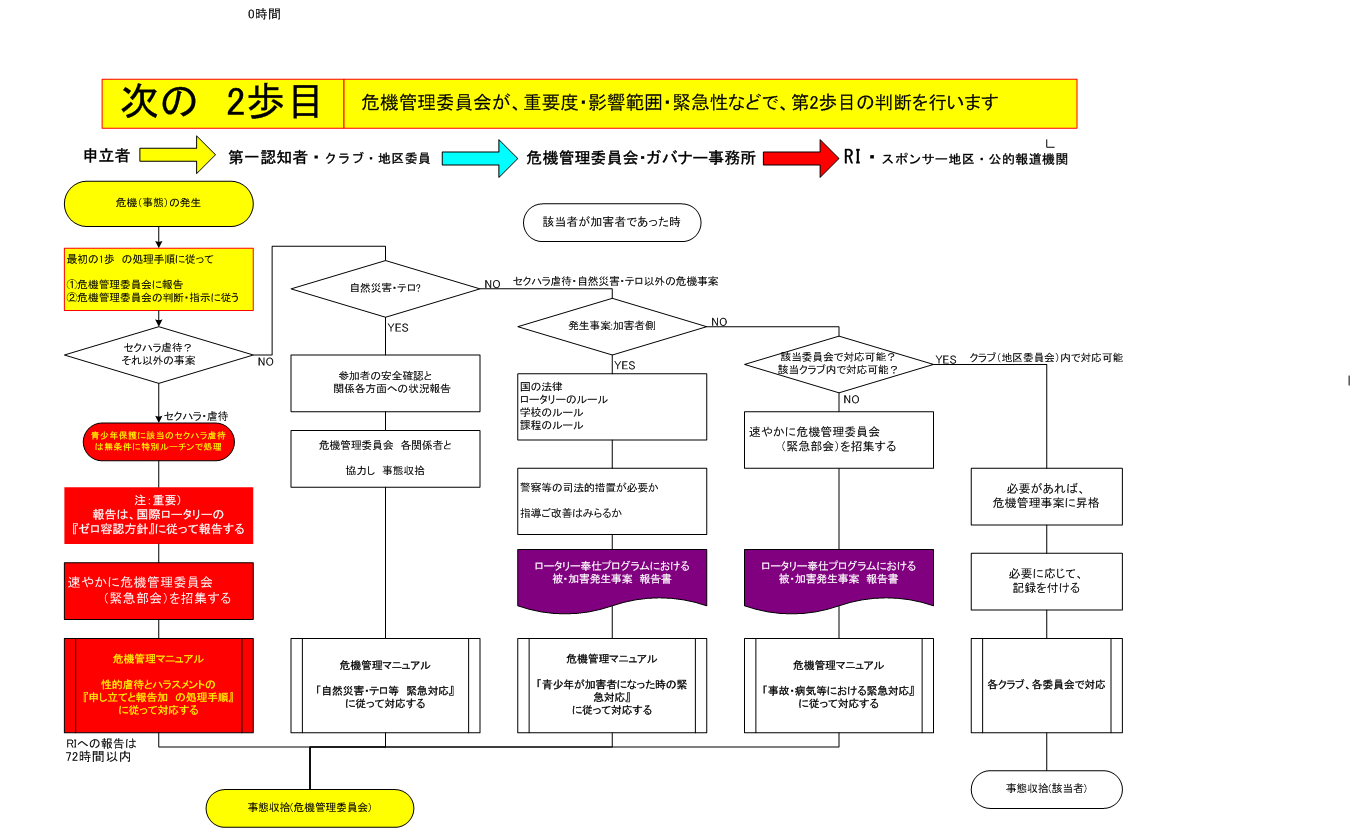 0時間
次の 2歩目
危機管理委員会が、重要度・影響範囲・緊急性などで、第2歩目の判断を行います
申立者
第一認知者・クラブ・地区委員
危機管理委員会・ガバナー事務所
RI・スポンサー地区・公的報道機関
危機(事態)の発生
該当者が加害者であった時
最初の1歩 の処理手順に従って
①危機管理委員会に報告
②危機管理委員会の判断・指示に従う
自然災害・テロ?
NO
セクハラ虐待・自然災害・テロ以外の危機事案
YES
発生事案:加害者側
NO
YES
セクハラ虐待?
それ以外の事案
NO
該当委員会で対応可能?
該当クラブ内で対応可能?
YES
クラブ(地区委員会)内で対応可能
NO
参加者の安全確認と
関係各方面への状況報告
国の法律
ロータリーのルール
学校のルール
課程のルール
セクハラ・虐待
青少年保護に該当のセクハラ虐待
は無条件に特別ルーチンで処理
危機管理委員会 各関係者と
協力し 事態収拾
速やかに危機管理委員会
(緊急部会)を招集する
注:重要)
報告は、国際ロータリーの
『ゼロ容認方針』に従って報告する
警察等の司法的措置が必要か
指導ご改善はみらるか
必要があれば、
危機管理事案に昇格
速やかに危機管理委員会
(緊急部会)を招集する
ロータリー奉仕プログラムにおける
被・加害発生事案 報告書
ロータリー奉仕プログラムにおける
被・加害発生事案 報告書
必要に応じて、
記録を付ける
危機管理マニュアル
性的虐待とハラスメントの
『申し立てと報告加 の処理手順』
に従って対応する
危機管理マニュアル
「自然災害・テロ等 緊急対応』
に従って対応する
危機管理マニュアル
「青少年が加害者になった時の緊
急対応』
に従って対応する
危機管理マニュアル
「事故・病気等における緊急対応』
に従って対応する
各クラブ、各委員会で対応
RIへの報告は
72時間以内
事態収拾(危機管理委員会)
事態収拾(該当者)